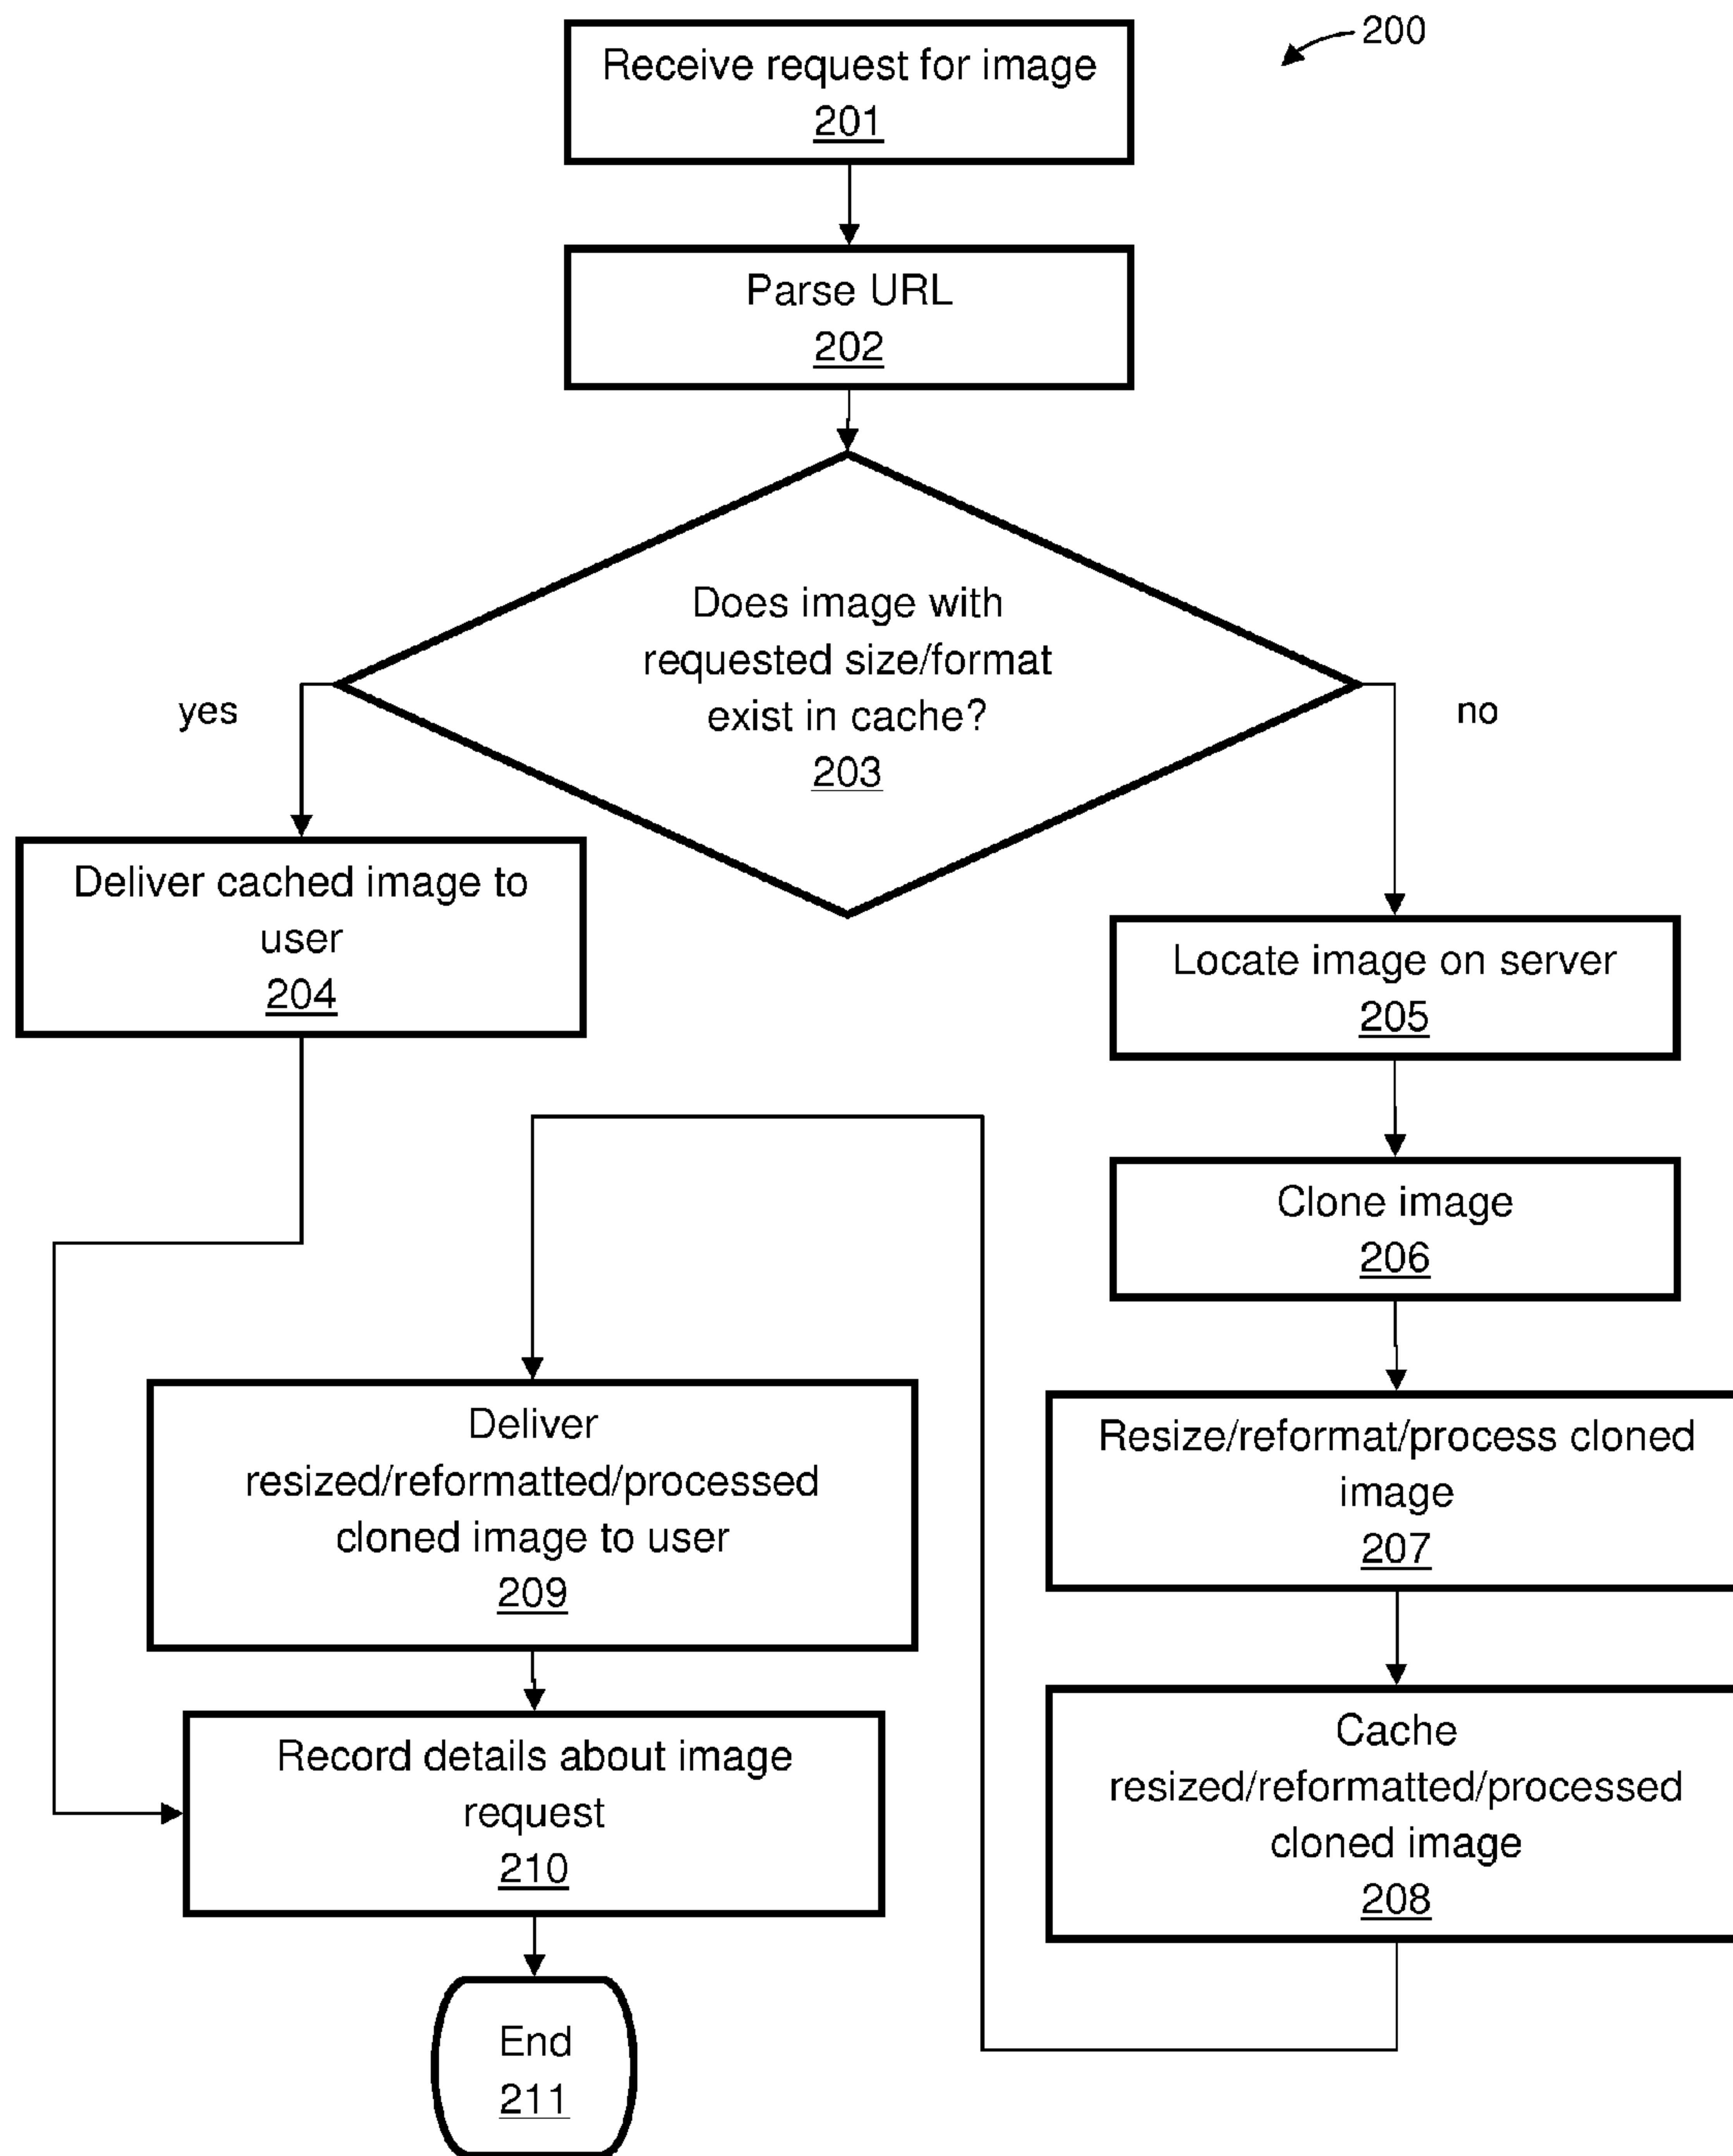 200
Receive request for image
201
Parse URL
202
Does image with
requested size/format
exist in cache?
203
yes
no
Deliver cached image to
user
204
Locate image on server
205
Clone image
206
Resize/reformat/process cloned
image
207
Cache
resized/reformatted/processed
cloned image
208
Deliver
resized/reformatted/processed
cloned image to user
209
Record details about image
request
210
End
211